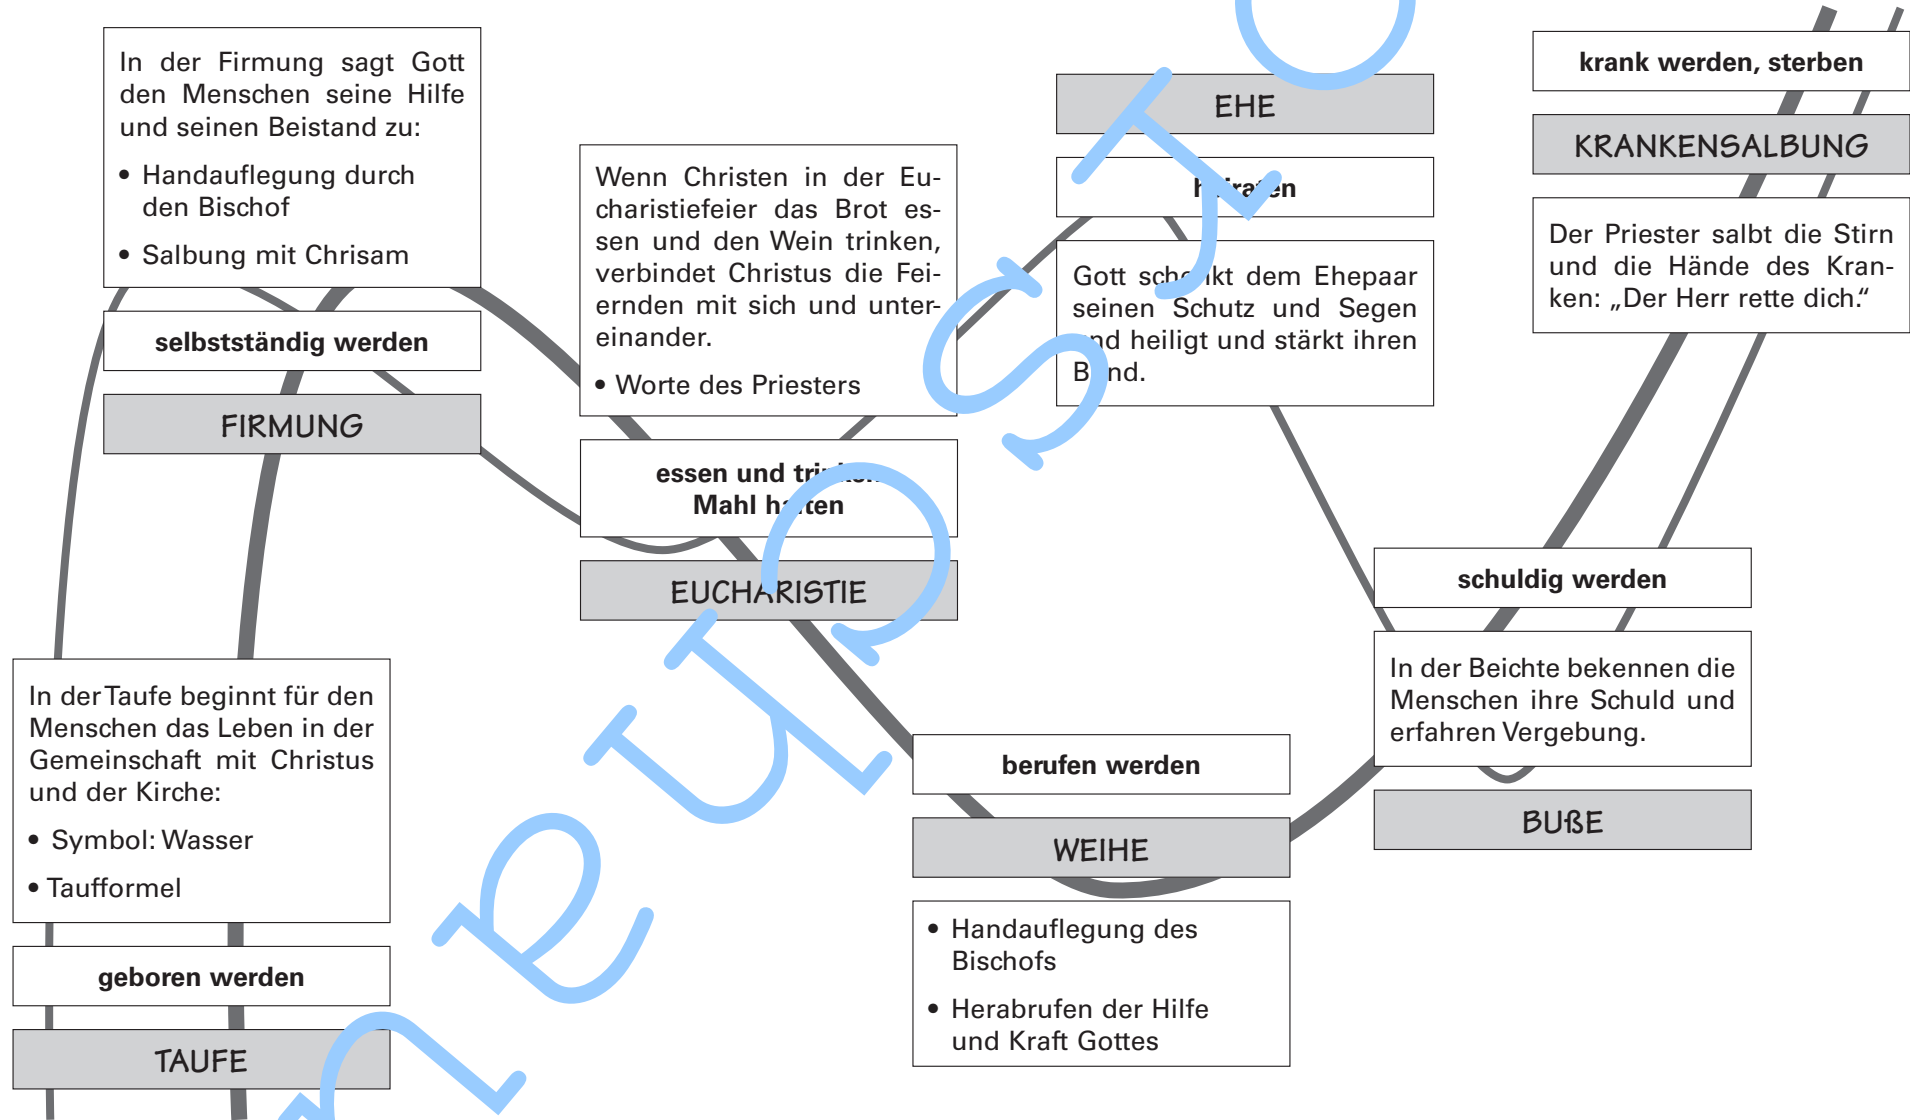 In der Firmung sagt Gott
den Menschen seine Hilfe
und seinen Beistand zu:
• Handauflegung durch
den Bischof
• Salbung mit Chrisam
selbstständig werden
FIRMUNG
In der Taufe beginnt für den
Menschen das Leben in der
Gemeinschaft mit Christus
und der Kirche:
• Symbol: Wasser
• Taufformel
geboren werden
TAUFE
Wenn Christen in der Eu-
charistiefeier das Brot es-
sen und den Wein trinken,
verbindet Christus die Fei-
ernden mit sich und unter-
einander.
• Worte des Priesters
essen und trinken
Mahl halten
EUCHARISTIE
berufen werden
WEIHE
• Handauflegung des
Bischofs
• Herabrufen der Hilfe
und Kraft Gottes
EHE
heiraten
Gott schenkt dem Ehepaar
seinen Schutz und Segen
und heiligt und stärkt ihren
Bund.
schuldig werden
In der Beichte bekennen die
Menschen ihre Schuld und
erfahren Vergebung.
BUßE
krank werden, sterben
KRANKENSALBUNG
Der Priester salbt die Stirn
und die Hände des Kran-
ken: „Der Herr rette dich.“